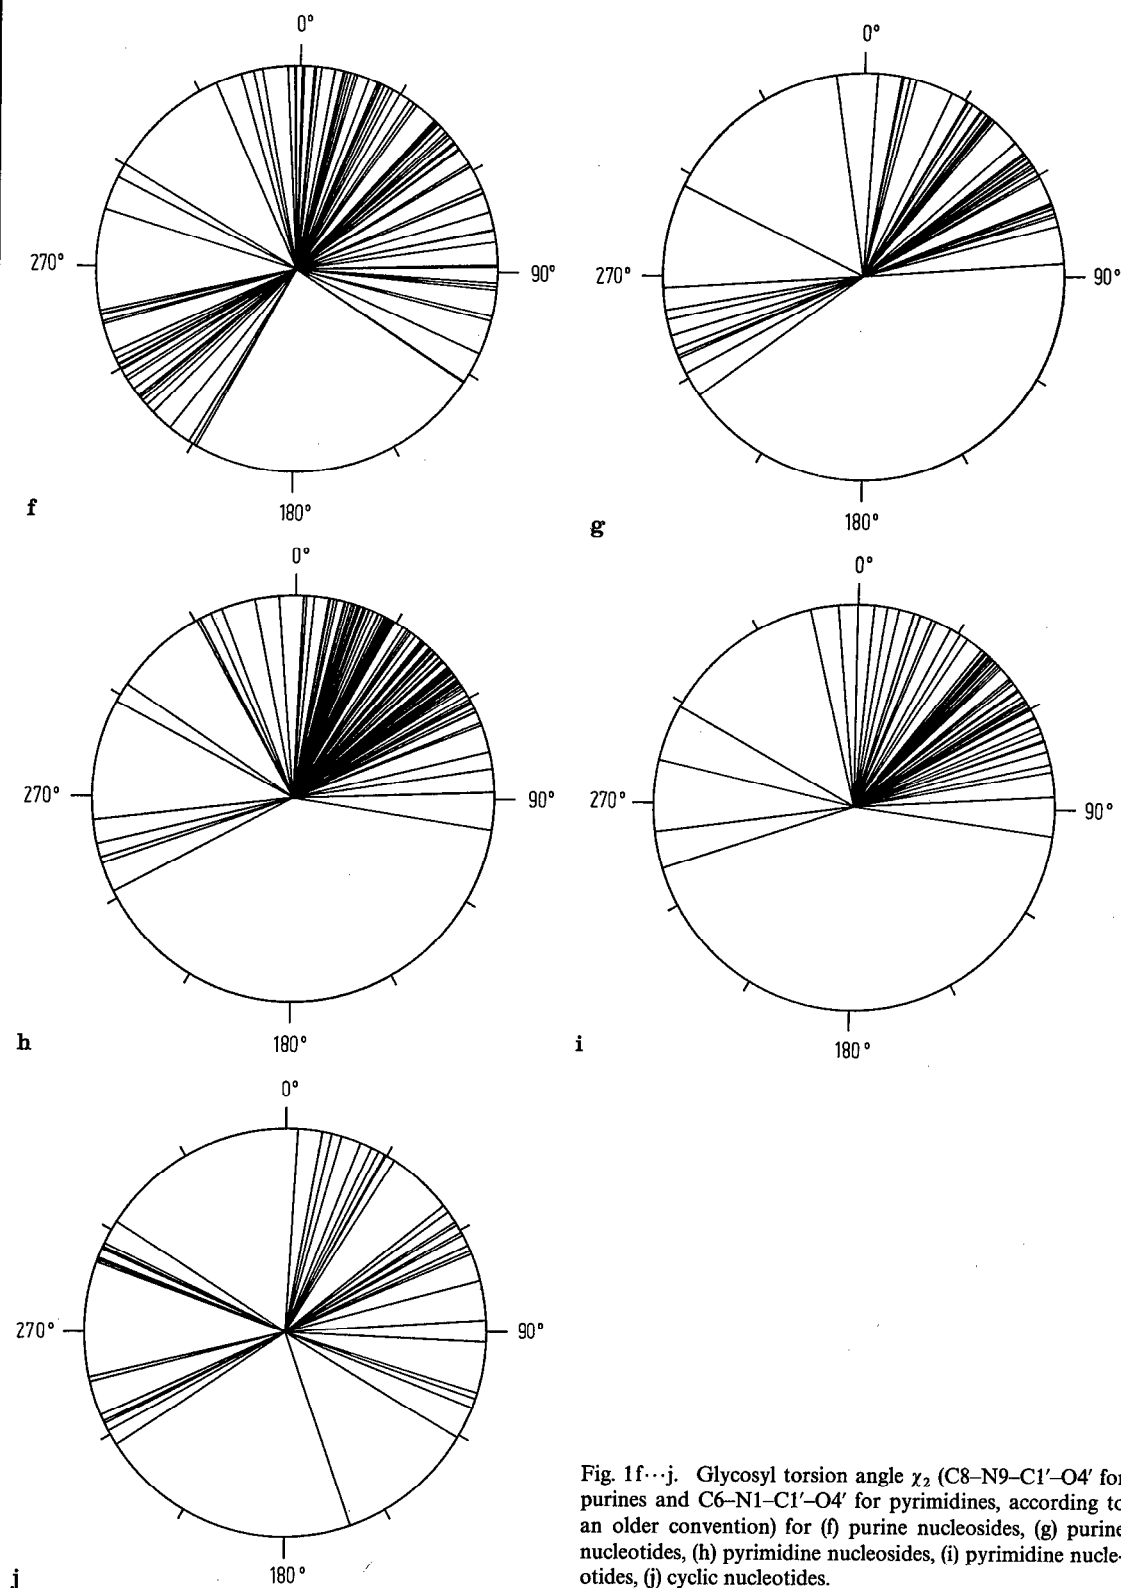 0°
0°
270°
90°
270°
90°
180°
f
180°
g
0°
0°
270°
90°
270°
90°
180°
h
180°
i
0°
270°
90°
180°
j
Fig. 1f···j. Glycosyl torsion angle χ₂ (C8–N9–C1′–O4′ for
purines and C6–N1–C1′–O4′ for pyrimidines, according to
an older convention) for (f) purine nucleosides, (g) purine
nucleotides, (h) pyrimidine nucleosides, (i) pyrimidine nucle-
otides, (j) cyclic nucleotides.